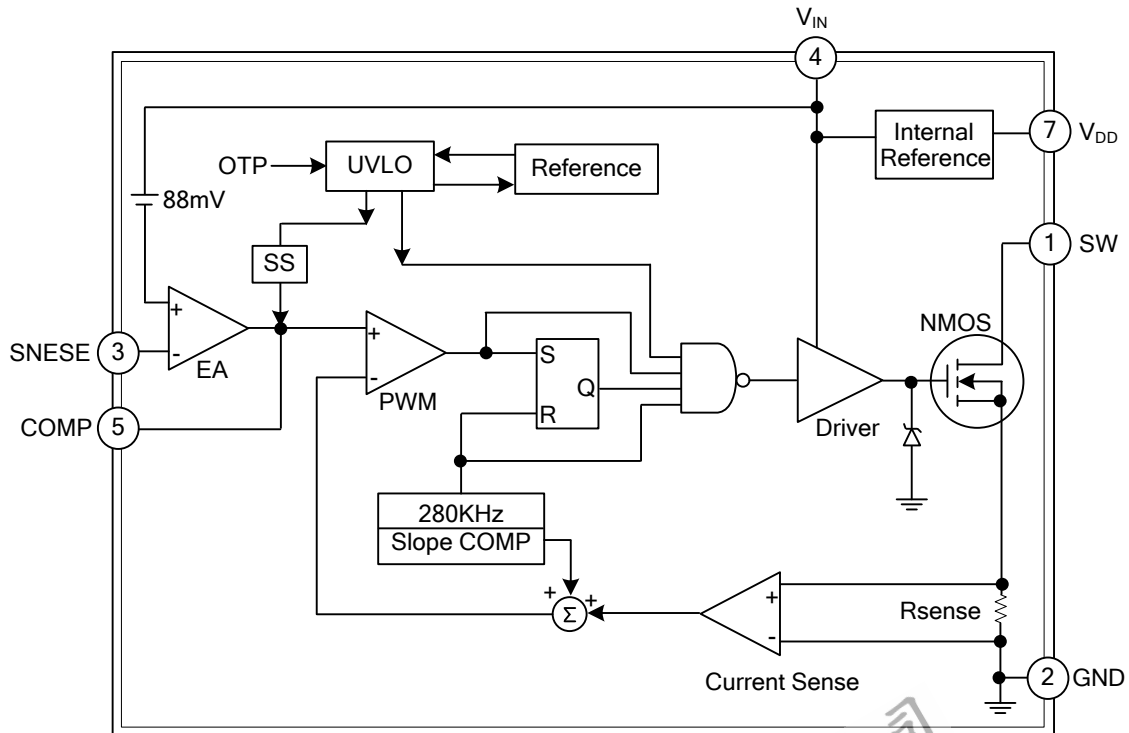 VIN
4
Internal
Reference
7
VDD
OTP
UVLO
Reference
88mV
1
SW
SS
+
-
EA
SNESE
3
COMP
5
+
-
PWM
S
Q
R
Driver
NMOS
280KHz
Slope COMP
+
+
Σ
+
-
Current Sense
Rsense
2
GND
司